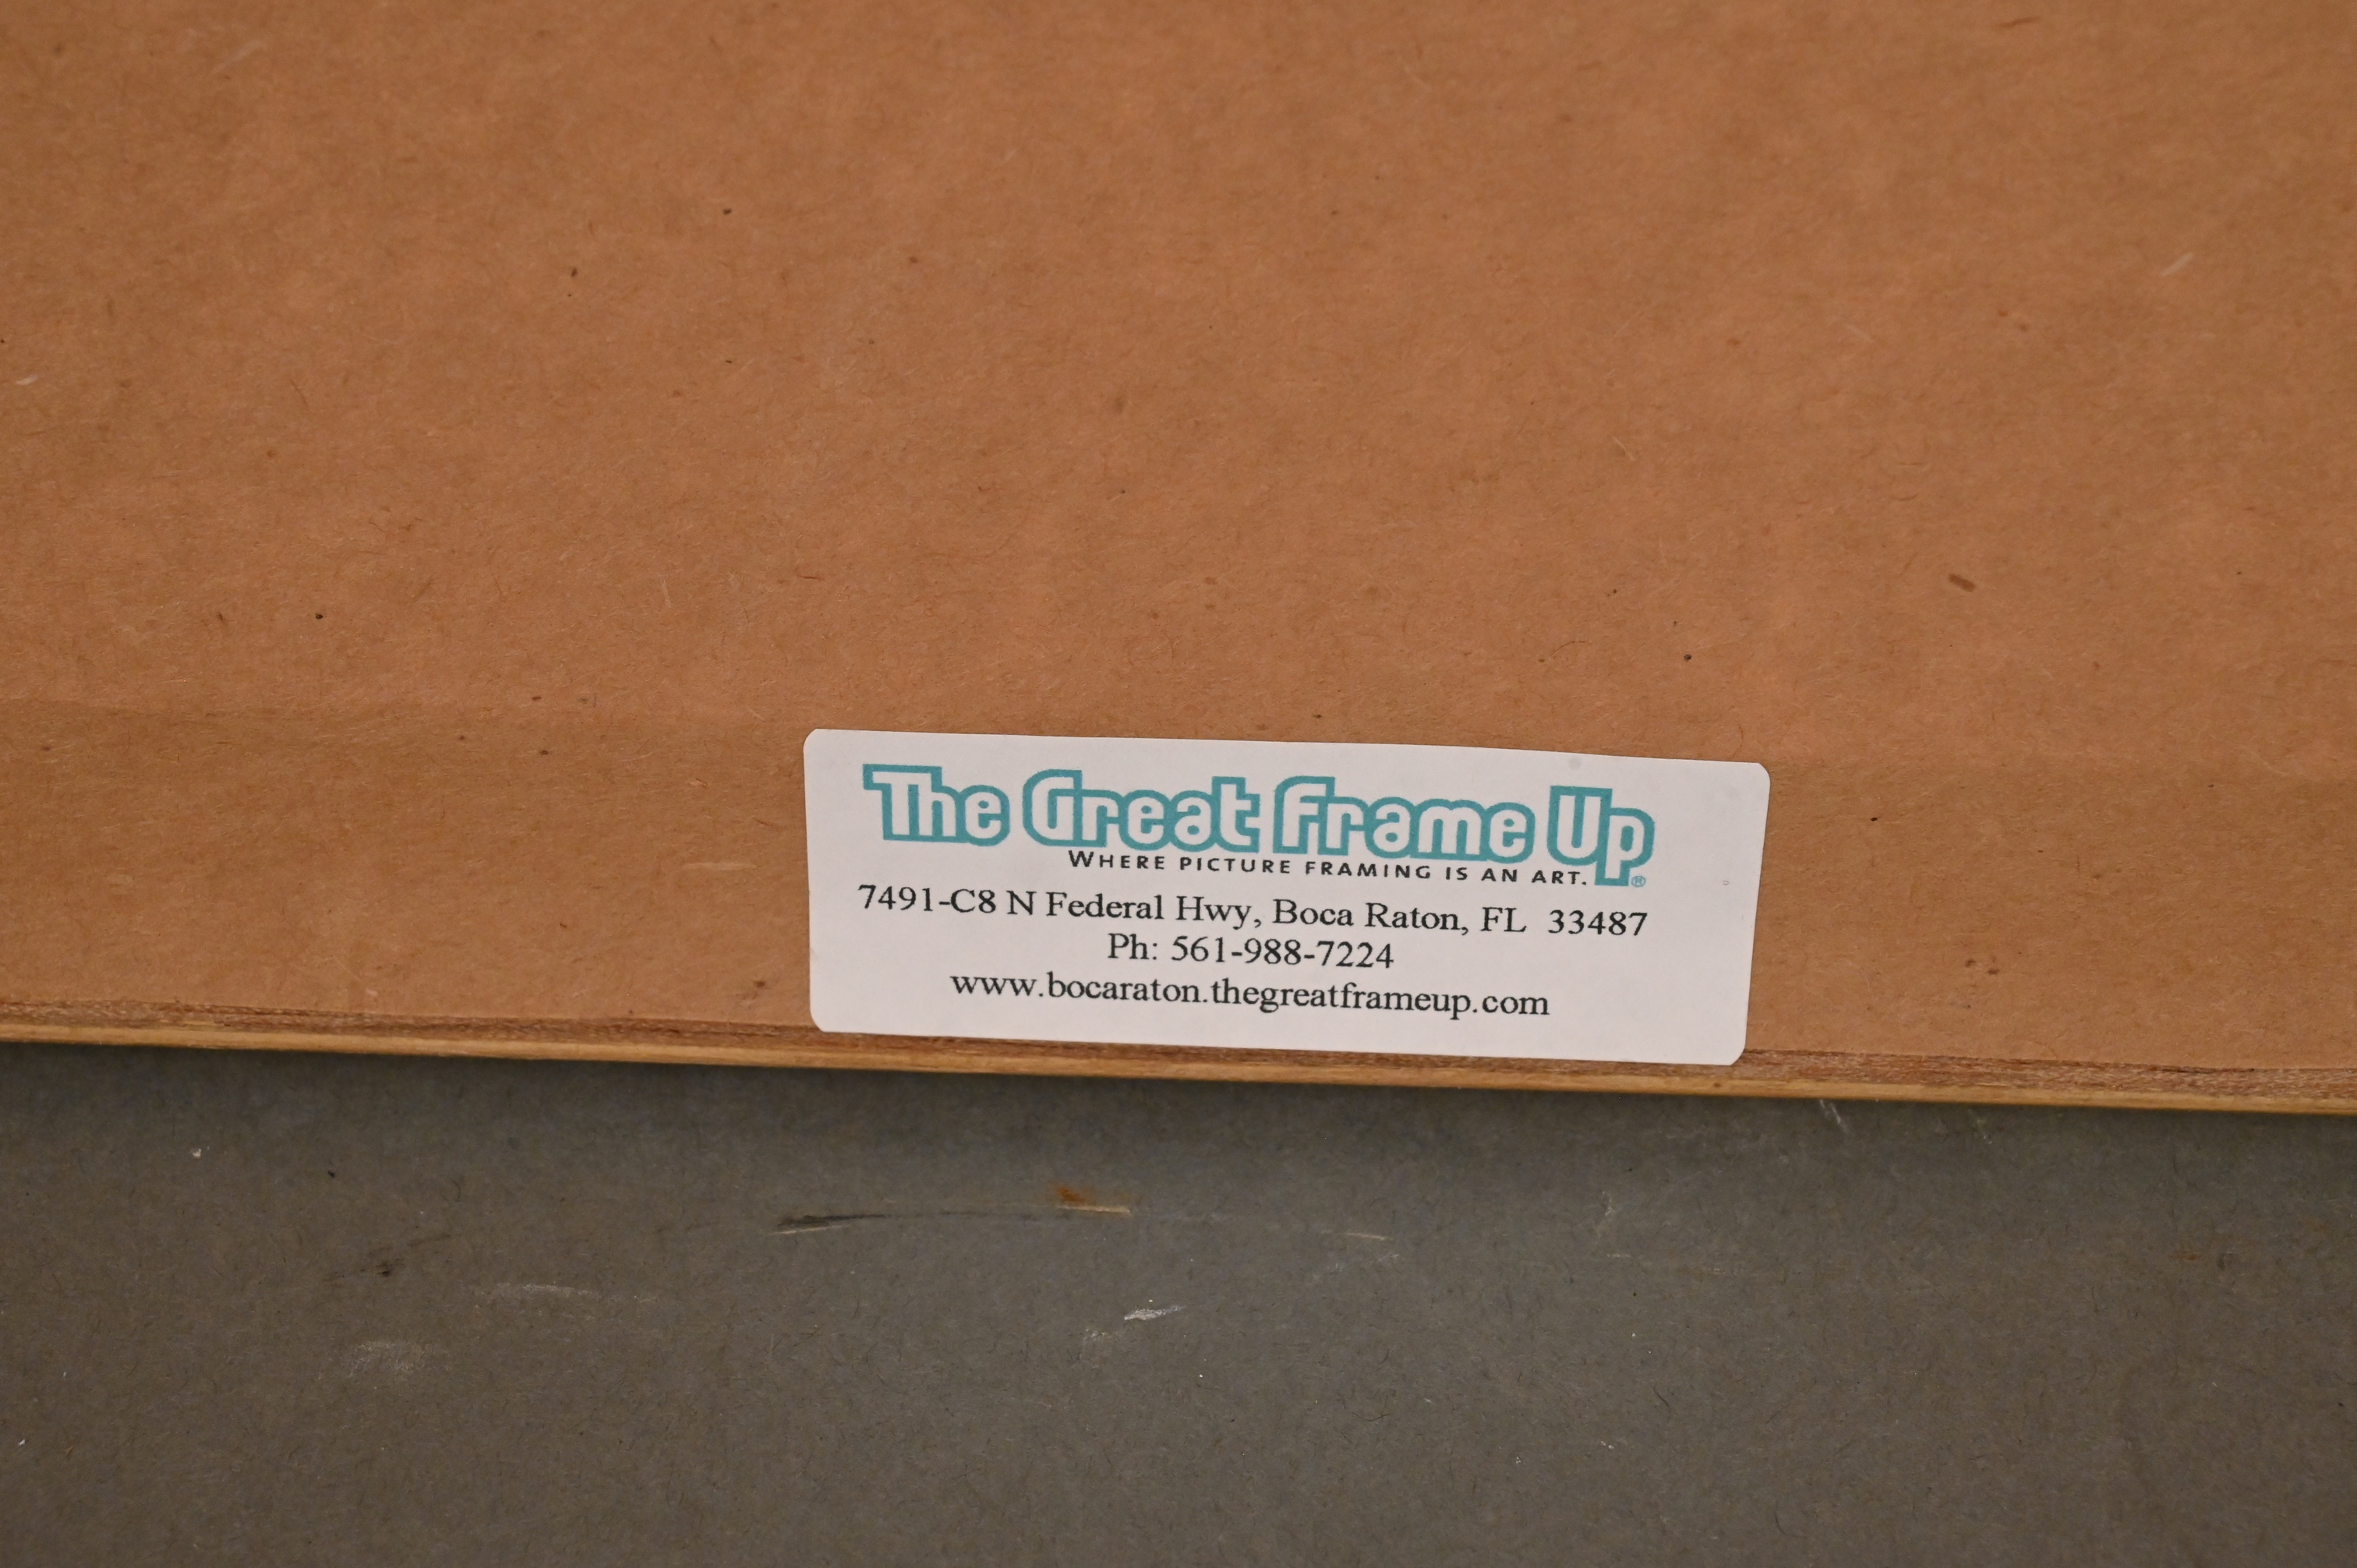 The Great Frame Up
WHERE PICTURE FRAMING IS AN ART.®
7491-C8 N Federal Hwy, Boca Raton, FL 33487
Ph: 561-988-7224
www.bocaraton.thegreatframeup.com